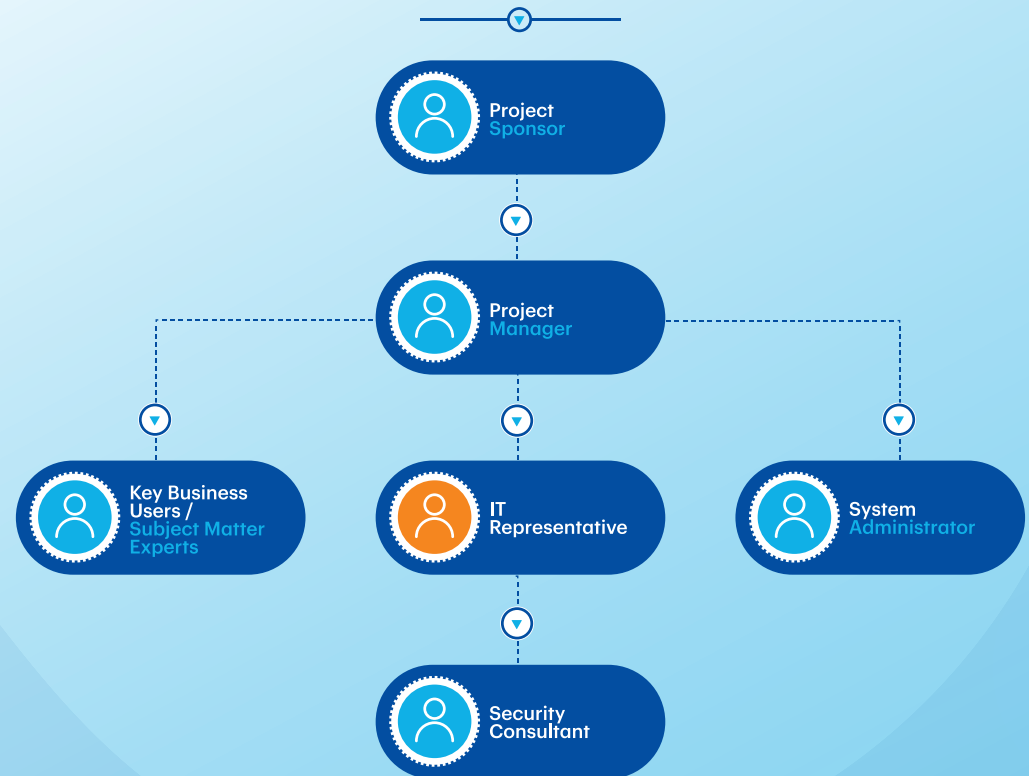 Project
Sponsor
Project
Manager
Key Business
Users /
Subject Matter
Experts
IT
Representative
System
Administrator
Security
Consultant